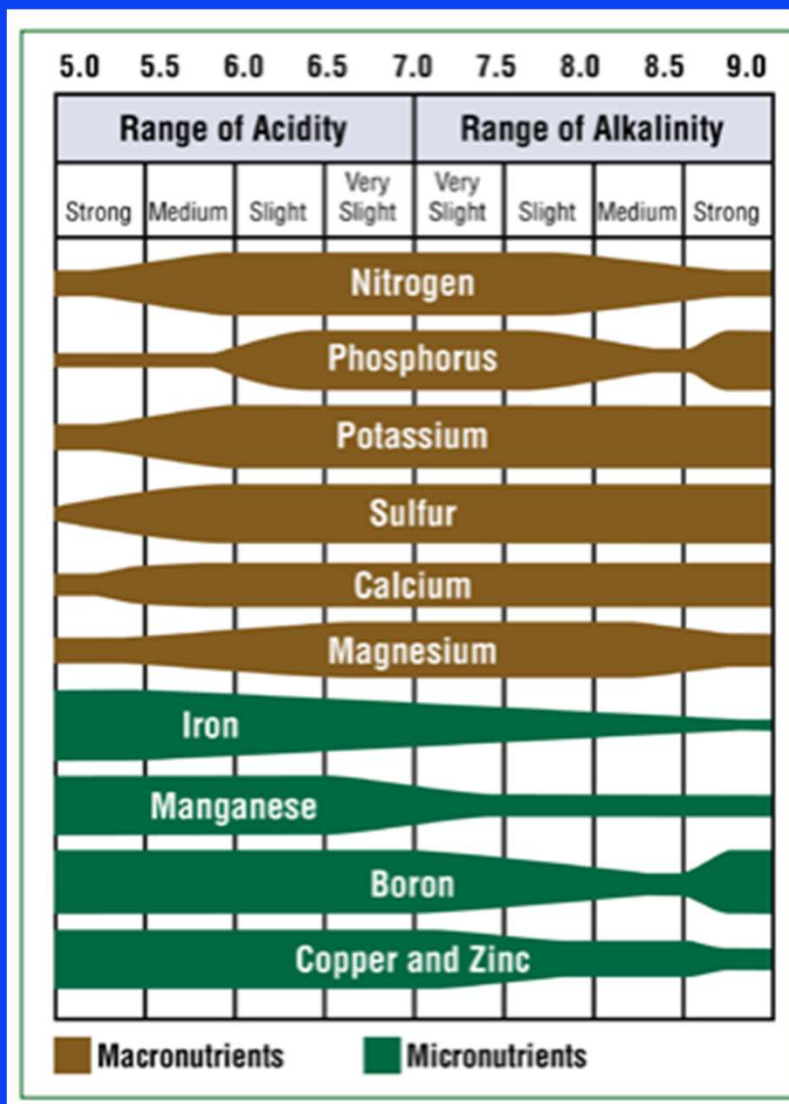 5.0 5.5 6.0 6.5 7.0 7.5 8.0 8.5 9.0
Range of Acidity Range of Alkalinity
Strong Medium Slight Very Slight Very Slight Slight Medium Strong
Nitrogen
Phosphorus
Potassium
Sulfur
Calcium
Magnesium
Iron
Manganese
Boron
Copper and Zinc
Macronutrients Micronutrients